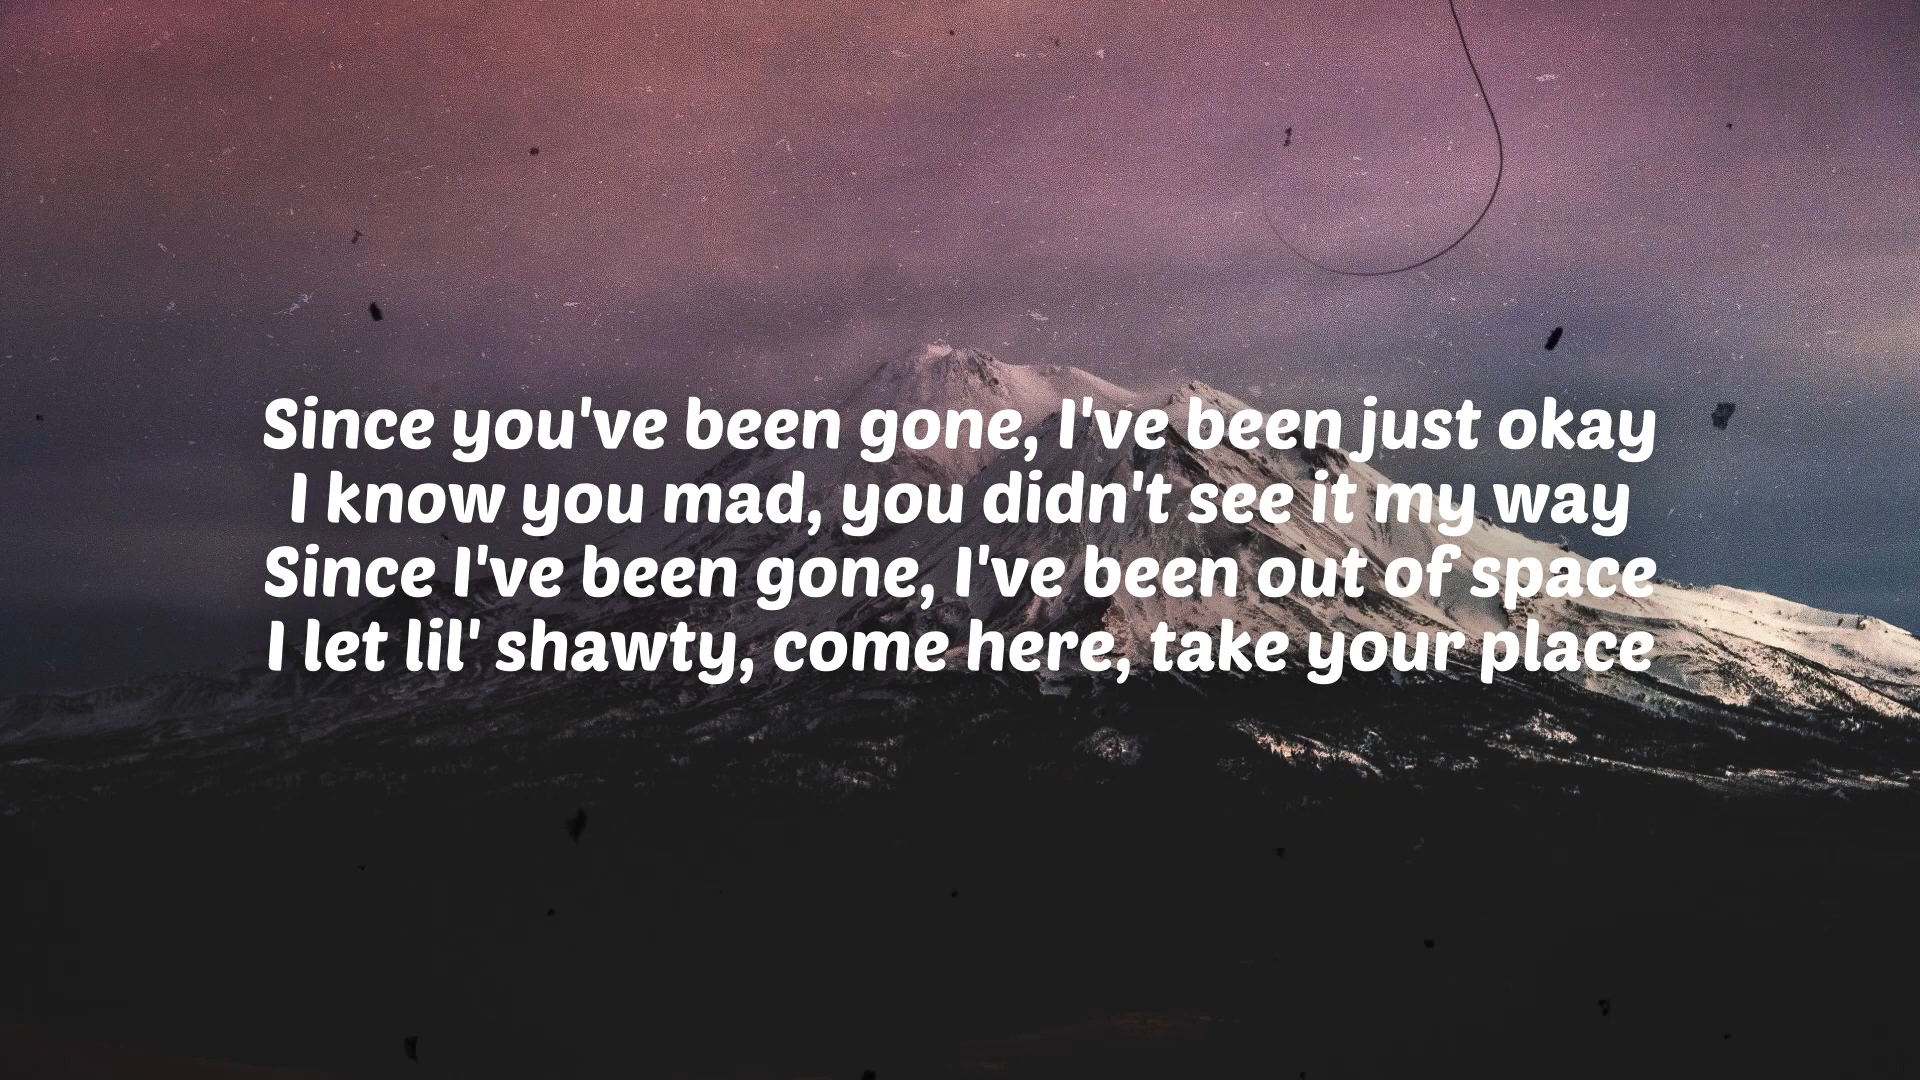 Since you've been gone, I've been just okay
I know you mad, you didn't see it my way
Since I've been gone, I've been out of space
I let lil' shawty, come here, take your place